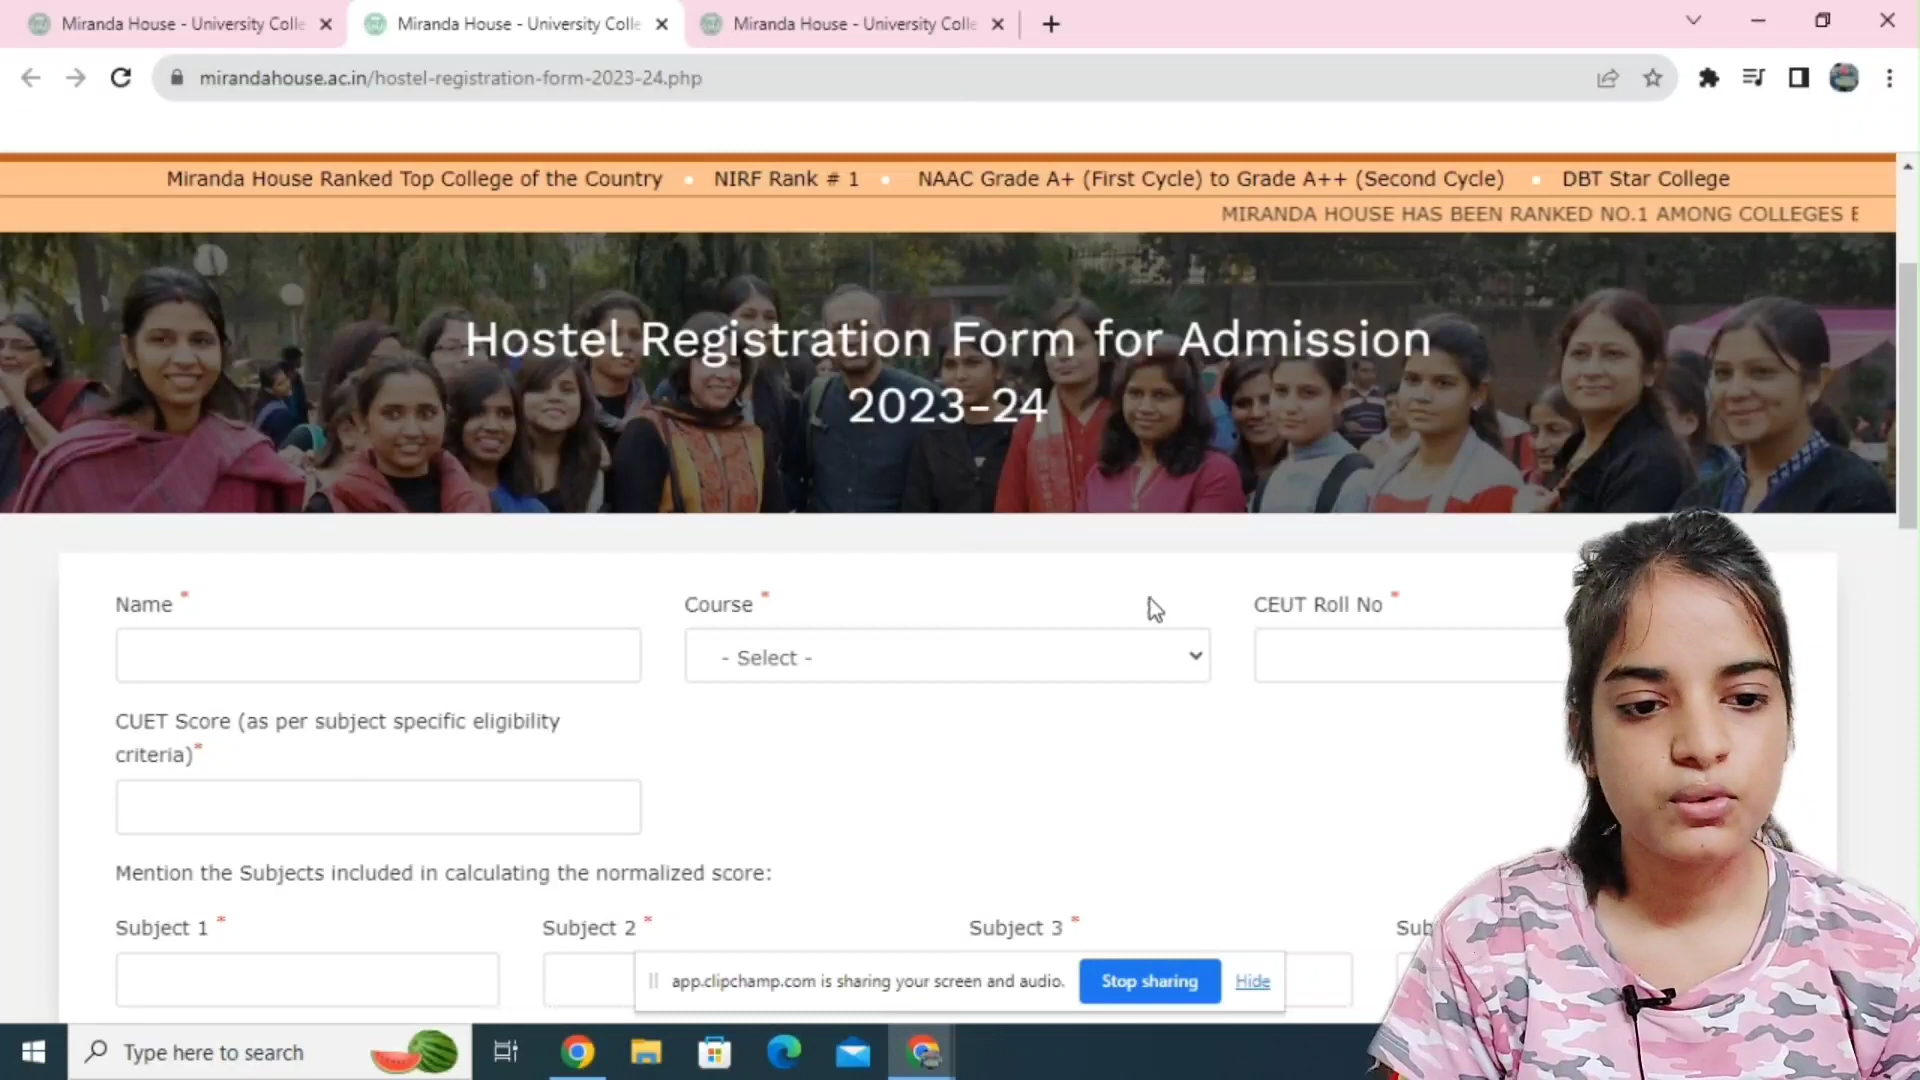 Miranda House - University Colle
Miranda House - University Colle
Miranda House - University Colle
mirandahouse.ac.in/hostel-registration-form-2023-24.php
Miranda House Ranked Top College of the Country • NIRF Rank # 1 • NAAC Grade A+ (First Cycle) to Grade A++ (Second Cycle) • DBT Star College
MIRANDA HOUSE HAS BEEN RANKED NO.1 AMONG COLLEGES E
Hostel Registration Form for Admission
2023-24
Name *
Course *
CEUT Roll No *
- Select -
CUET Score (as per subject specific eligibility
criteria)*
Mention the Subjects included in calculating the normalized score:
Subject 1 *
Subject 2 *
Subject 3 *
Sub
app.clipchamp.com is sharing your screen and audio.
Stop sharing
Hide
Type here to search